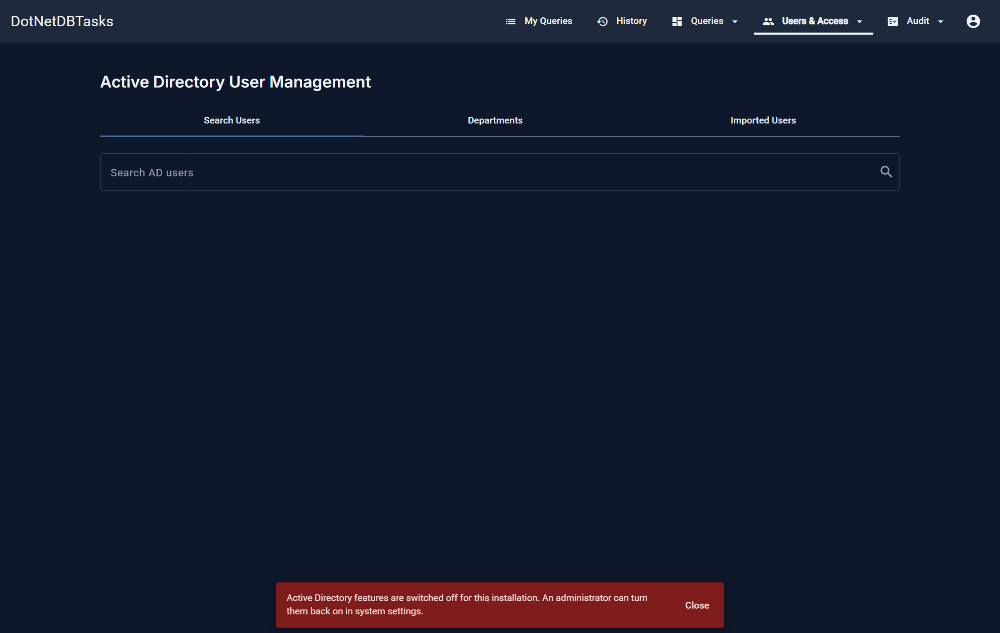 DotNetDBTasks
My Queries
History
Queries
Users & Access
Audit
Active Directory User Management
Search Users
Departments
Imported Users
Search AD users
Active Directory features are switched off for this installation. An administrator can turn
them back on in system settings.
Close